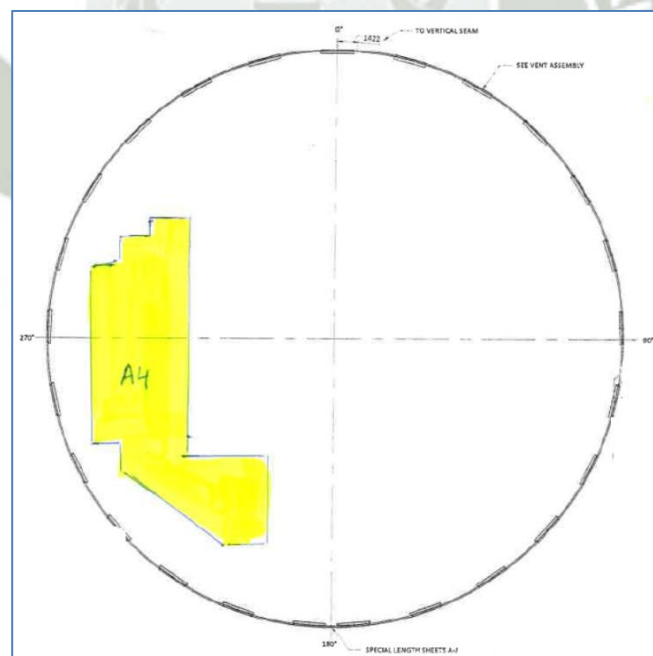 0°
1422
TO VERTICAL SEAM
SEE VENT ASSEMBLY
270°
90°
A4
180°
SPECIAL LENGTH SHEETS A-J